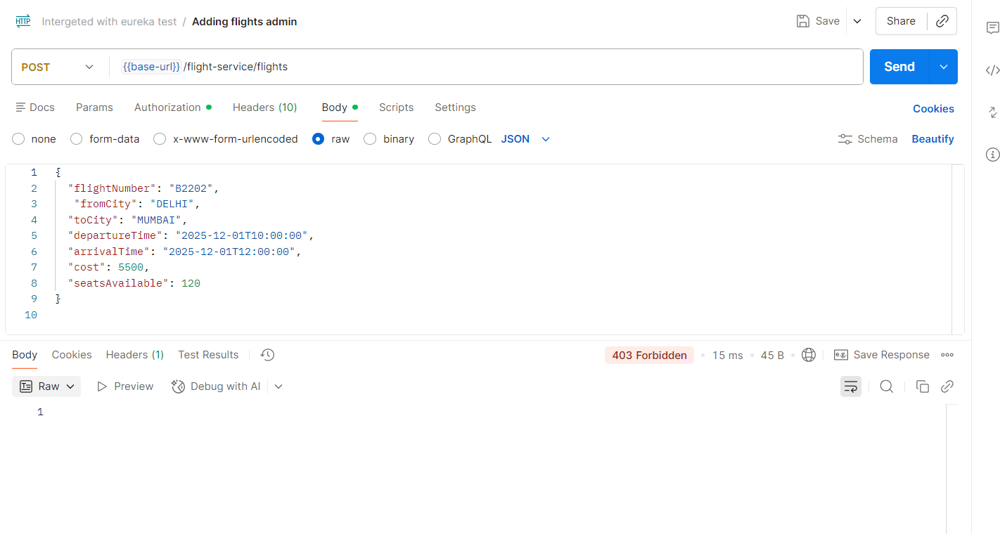 HTTP Intergeted with eureka test / Adding flights admin Save Share
POST {{base-url}} /flight-service/flights Send
Docs Params Authorization Headers (10) Body Scripts Settings Cookies
none form-data x-www-form-urlencoded raw binary GraphQL JSON Schema Beautify
1 {
2 "flightNumber": "B2202",
3 "fromCity": "DELHI",
4 "toCity": "MUMBAI",
5 "departureTime": "2025-12-01T10:00:00",
6 "arrivalTime": "2025-12-01T12:00:00",
7 "cost": 5500,
8 "seatsAvailable": 120
9 }
10
Body Cookies Headers (1) Test Results 403 Forbidden 15 ms 45 B e.g. Save Response
Raw Preview Debug with AI
1